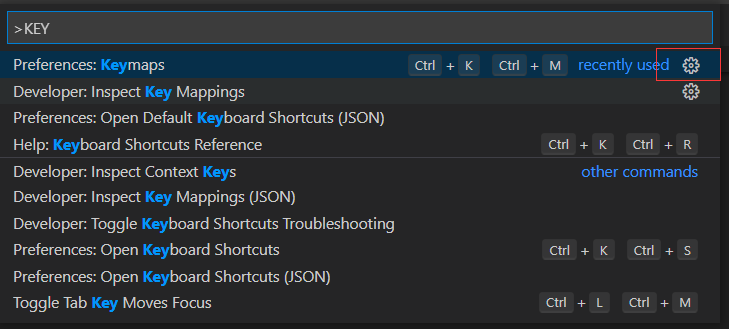 >KEY
Preferences: Keymaps Ctrl + K Ctrl + M recently used
Developer: Inspect Key Mappings
Preferences: Open Default Keyboard Shortcuts (JSON)
Help: Keyboard Shortcuts Reference Ctrl + K Ctrl + R
Developer: Inspect Context Keys other commands
Developer: Inspect Key Mappings (JSON)
Developer: Toggle Keyboard Shortcuts Troubleshooting
Preferences: Open Keyboard Shortcuts Ctrl + K Ctrl + S
Preferences: Open Keyboard Shortcuts (JSON)
Toggle Tab Key Moves Focus Ctrl + L Ctrl + M